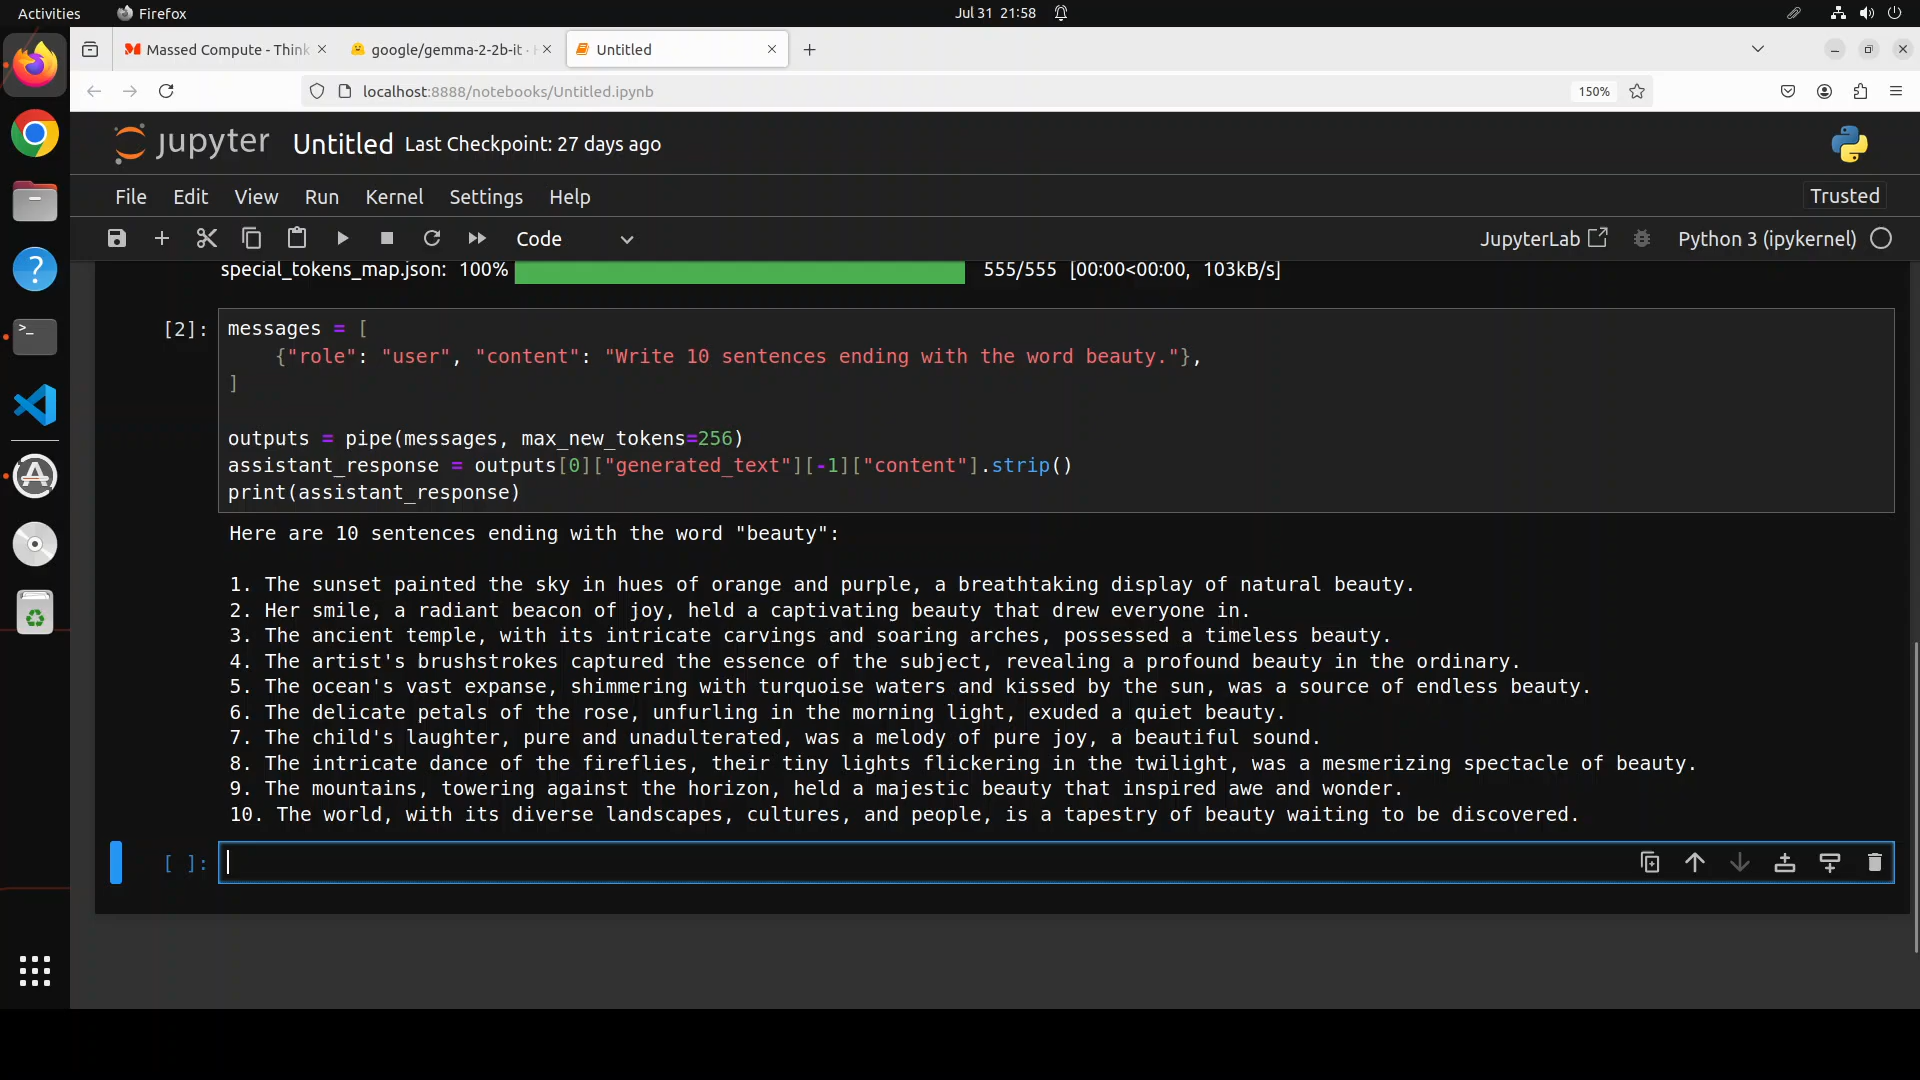 Activities Firefox Jul 31 21:58
Massed Compute - Think google/gemma-2-2b-it - Untitled
localhost:8888/notebooks/Untitled.ipynb 150%
jupyter Untitled Last Checkpoint: 27 days ago
File Edit View Run Kernel Settings Help Trusted
Code JupyterLab Python 3 (ipykernel)
special_tokens_map.json: 100% 555/555 [00:00<00:00, 103kB/s]
[2]: messages = [
{"role": "user", "content": "Write 10 sentences ending with the word beauty."},
]
outputs = pipe(messages, max_new_tokens=256)
assistant_response = outputs[0]["generated_text"][-1]["content"].strip()
print(assistant_response)
Here are 10 sentences ending with the word "beauty":
1. The sunset painted the sky in hues of orange and purple, a breathtaking display of natural beauty.
2. Her smile, a radiant beacon of joy, held a captivating beauty that drew everyone in.
3. The ancient temple, with its intricate carvings and soaring arches, possessed a timeless beauty.
4. The artist's brushstrokes captured the essence of the subject, revealing a profound beauty in the ordinary.
5. The ocean's vast expanse, shimmering with turquoise waters and kissed by the sun, was a source of endless beauty.
6. The delicate petals of the rose, unfurling in the morning light, exuded a quiet beauty.
7. The child's laughter, pure and unadulterated, was a melody of pure joy, a beautiful sound.
8. The intricate dance of the fireflies, their tiny lights flickering in the twilight, was a mesmerizing spectacle of beauty.
9. The mountains, towering against the horizon, held a majestic beauty that inspired awe and wonder.
10. The world, with its diverse landscapes, cultures, and people, is a tapestry of beauty waiting to be discovered.
[ ]: